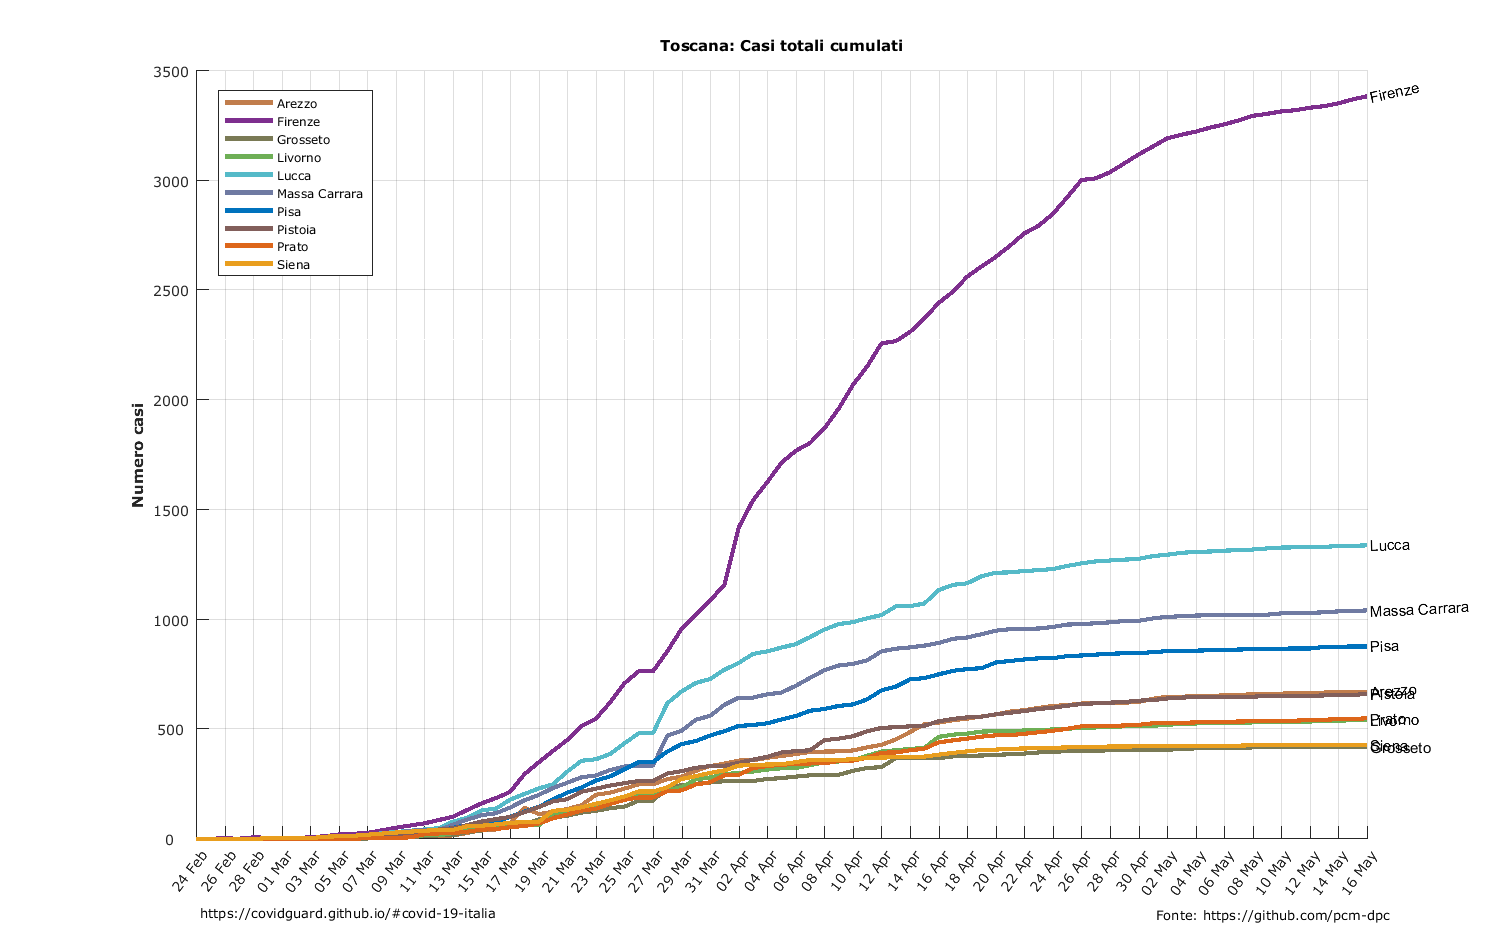 Toscana: Casi totali cumulati
Numero casi
3500
3000
2500
2000
1500
1000
500
0
Arezzo
Firenze
Grosseto
Livorno
Lucca
Massa Carrara
Pisa
Pistoia
Prato
Siena
Firenze
Lucca
Massa Carrara
Pisa
Arezzo
Pistoia
Prato
Livorno
Siena
Grosseto
24 Feb
26 Feb
28 Feb
01 Mar
03 Mar
05 Mar
07 Mar
09 Mar
11 Mar
13 Mar
15 Mar
17 Mar
19 Mar
21 Mar
23 Mar
25 Mar
27 Mar
29 Mar
31 Mar
02 Apr
04 Apr
06 Apr
08 Apr
10 Apr
12 Apr
14 Apr
16 Apr
18 Apr
20 Apr
22 Apr
24 Apr
26 Apr
28 Apr
30 Apr
02 May
04 May
06 May
08 May
10 May
12 May
14 May
16 May
https://covidguard.github.io/#covid-19-italia
Fonte: https://github.com/pcm-dpc